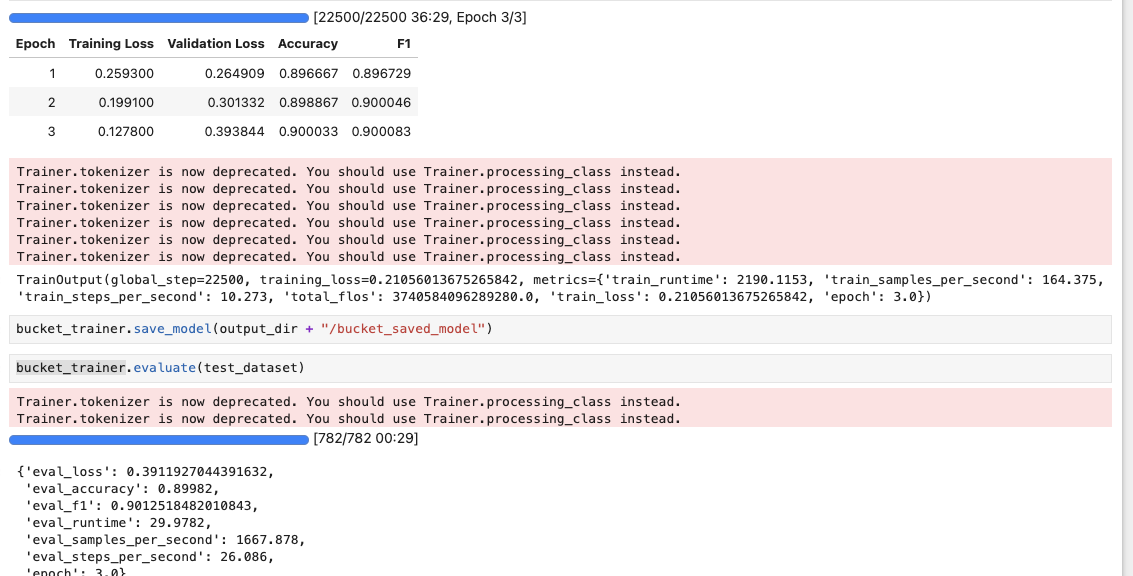 [22500/22500 36:29, Epoch 3/3]
Epoch Training Loss Validation Loss Accuracy F1
1 0.259300 0.264909 0.896667 0.896729
2 0.199100 0.301332 0.898867 0.900046
3 0.127800 0.393844 0.900033 0.900083
Trainer.tokenizer is now deprecated. You should use Trainer.processing_class instead.
Trainer.tokenizer is now deprecated. You should use Trainer.processing_class instead.
Trainer.tokenizer is now deprecated. You should use Trainer.processing_class instead.
Trainer.tokenizer is now deprecated. You should use Trainer.processing_class instead.
Trainer.tokenizer is now deprecated. You should use Trainer.processing_class instead.
Trainer.tokenizer is now deprecated. You should use Trainer.processing_class instead.
TrainOutput(global_step=22500, training_loss=0.21056013675265842, metrics={'train_runtime': 2190.1153, 'train_samples_per_second': 164.375,
'train_steps_per_second': 10.273, 'total_flos': 3740584096289280.0, 'train_loss': 0.21056013675265842, 'epoch': 3.0})
bucket_trainer.save_model(output_dir + "/bucket_saved_model")
bucket_trainer.evaluate(test_dataset)
Trainer.tokenizer is now deprecated. You should use Trainer.processing_class instead.
Trainer.tokenizer is now deprecated. You should use Trainer.processing_class instead.
[782/782 00:29]
{'eval_loss': 0.3911927044391632,
'eval_accuracy': 0.89982,
'eval_f1': 0.9012518482010843,
'eval_runtime': 29.9782,
'eval_samples_per_second': 1667.878,
'eval_steps_per_second': 26.086,
'epoch': 3.0}